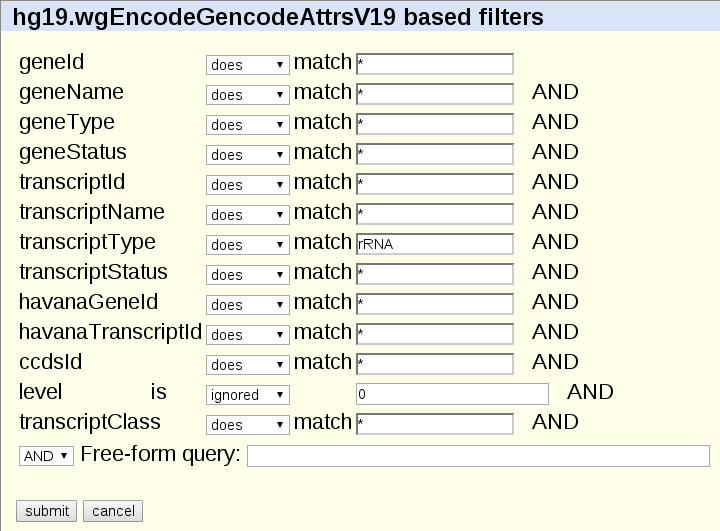 hg19.wgEncodeGencodeAttrsV19 based filters
geneId does match *
geneName does match * AND
geneType does match * AND
geneStatus does match * AND
transcriptId does match * AND
transcriptName does match * AND
transcriptType does match rRNA AND
transcriptStatus does match * AND
havanaGeneId does match * AND
havanaTranscriptId does match * AND
ccdsId does match * AND
level is ignored 0 AND
transcriptClass does match * AND
AND Free-form query:
submit cancel